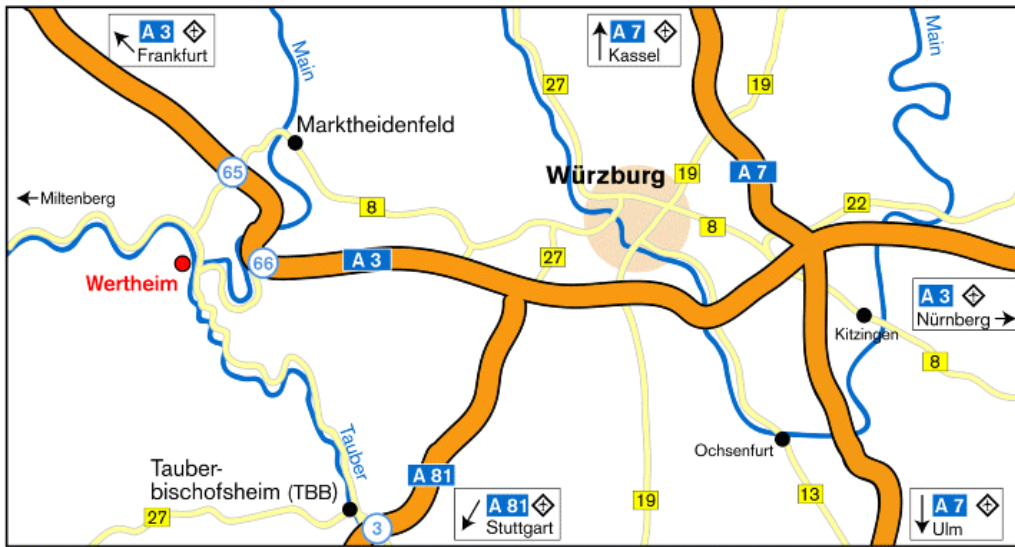 A 3
Frankfurt
Main
A 7
Kassel
Main
27
19
Marktheidenfeld
65
Würzburg
19
A 7
Miltenberg
8
22
8
66
A 3
27
Wertheim
A 3
Nürnberg
Kitzingen
8
Tauber
Ochsenfurt
Tauber-
bischofsheim (TBB)
A 81
27
3
A 81
Stuttgart
19
13
A 7
Ulm